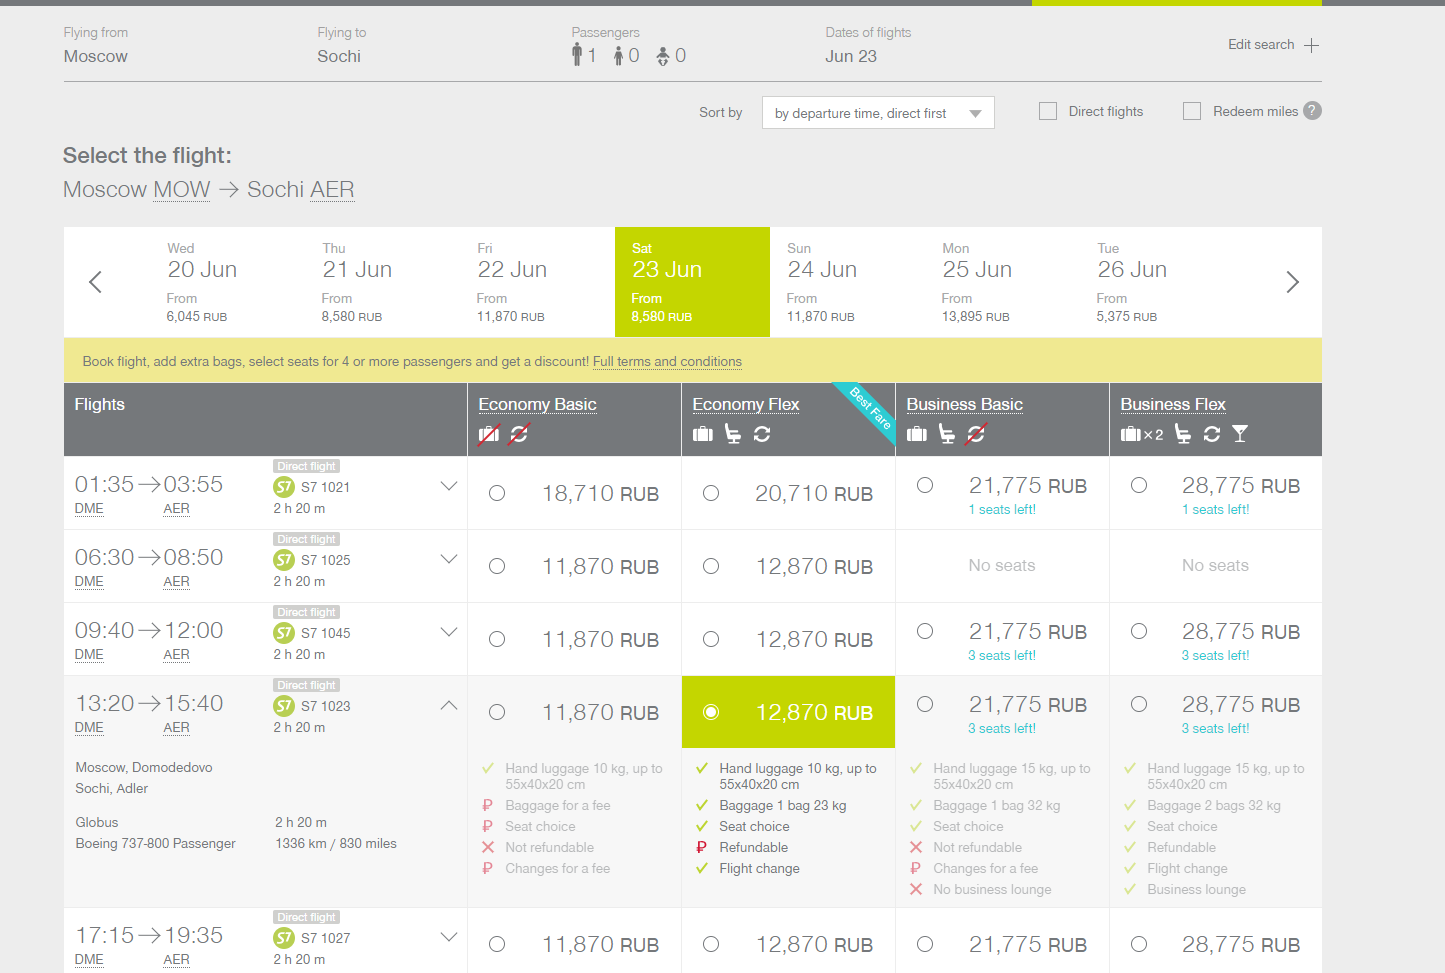 Flying from
Moscow
Flying to
Sochi
Passengers
1 0 0
Dates of flights
Jun 23
Edit search
Sort by
by departure time, direct first
Direct flights
Redeem miles ?
Select the flight:
Moscow MOW → Sochi AER
Wed
20 Jun
From
6,045 RUB
Thu
21 Jun
From
8,580 RUB
Fri
22 Jun
From
11,870 RUB
Sat
23 Jun
From
8,580 RUB
Sun
24 Jun
From
11,870 RUB
Mon
25 Jun
From
13,895 RUB
Tue
26 Jun
From
5,375 RUB
Book flight, add extra bags, select seats for 4 or more passengers and get a discount! Full terms and conditions
Flights
Economy Basic
Economy Flex
Best Fare
Business Basic
Business Flex
×2
01:35→03:55
DME AER
Direct flight
S7 S7 1021
2 h 20 m
18,710 RUB
20,710 RUB
21,775 RUB
1 seats left!
28,775 RUB
1 seats left!
06:30→08:50
DME AER
Direct flight
S7 S7 1025
2 h 20 m
11,870 RUB
12,870 RUB
No seats
No seats
09:40→12:00
DME AER
Direct flight
S7 S7 1045
2 h 20 m
11,870 RUB
12,870 RUB
21,775 RUB
3 seats left!
28,775 RUB
3 seats left!
13:20→15:40
DME AER
Direct flight
S7 S7 1023
2 h 20 m
11,870 RUB
12,870 RUB
21,775 RUB
3 seats left!
28,775 RUB
3 seats left!
Moscow, Domodedovo
Sochi, Adler
Globus 2 h 20 m
Boeing 737-800 Passenger 1336 km / 830 miles
Hand luggage 10 kg, up to
55x40x20 cm
₽ Baggage for a fee
₽ Seat choice
Not refundable
₽ Changes for a fee
Hand luggage 10 kg, up to
55x40x20 cm
Baggage 1 bag 23 kg
Seat choice
₽ Refundable
Flight change
Hand luggage 15 kg, up to
55x40x20 cm
Baggage 1 bag 32 kg
Seat choice
Not refundable
₽ Changes for a fee
No business lounge
Hand luggage 15 kg, up to
55x40x20 cm
Baggage 2 bags 32 kg
Seat choice
Refundable
Flight change
Business lounge
17:15→19:35
DME AER
Direct flight
S7 S7 1027
2 h 20 m
11,870 RUB
12,870 RUB
21,775 RUB
28,775 RUB